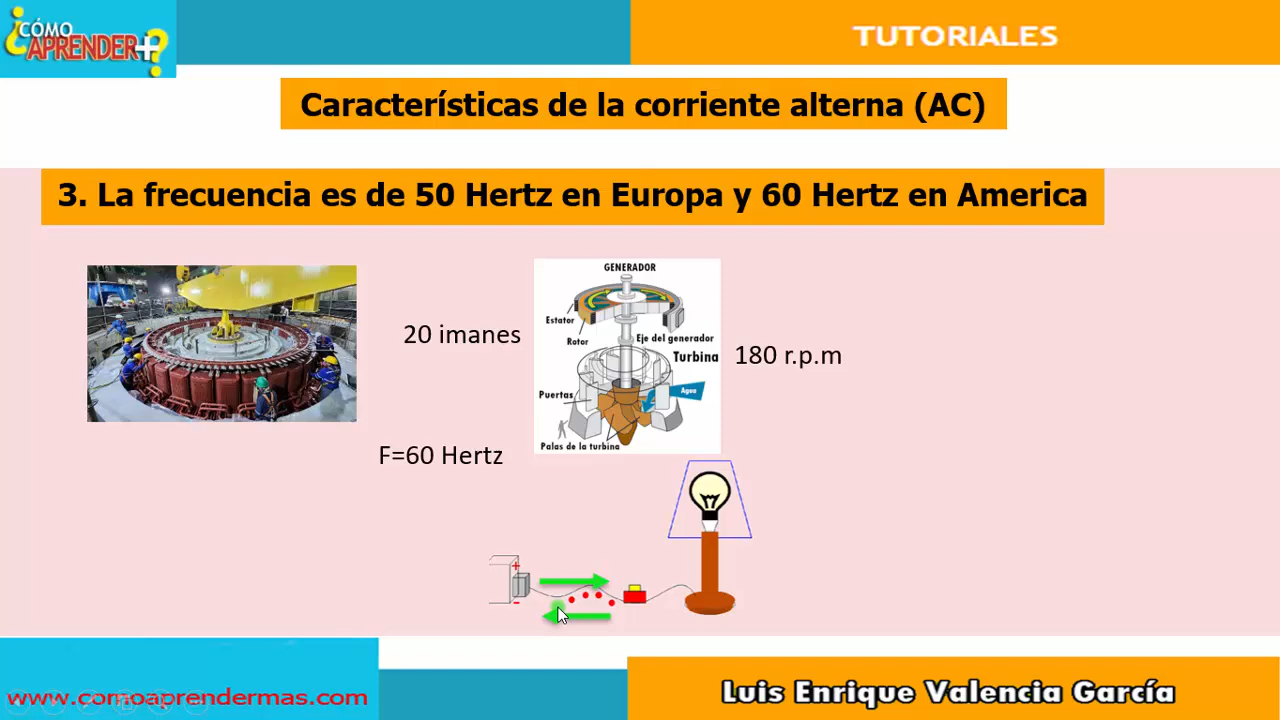 ¿CÓMO
APRENDER+?
TUTORIALES
Características de la corriente alterna (AC)
3. La frecuencia es de 50 Hertz en Europa y 60 Hertz en America
GENERADOR
Estator
Rotor
Eje del generador
Turbina
Agua
Puertas
Palas de la turbina
20 imanes
180 r.p.m
F=60 Hertz
+
-
www.comoaprendermas.com
Luis Enrique Valencia García